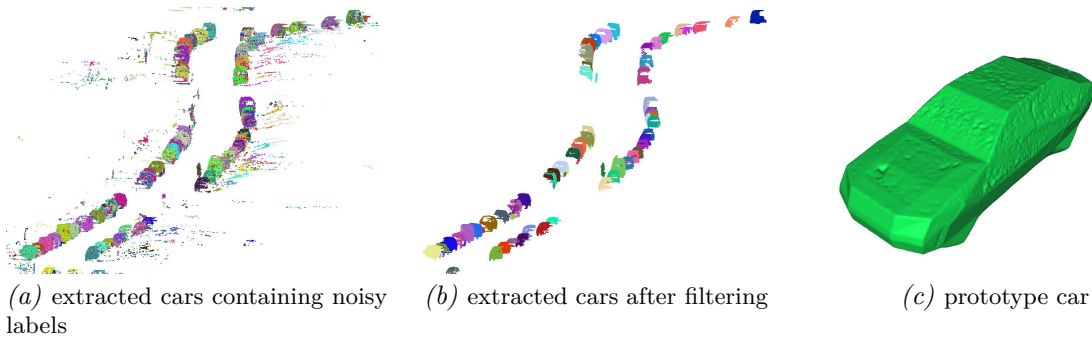 (a) extracted cars containing noisy
labels
(b) extracted cars after filtering
(c) prototype car